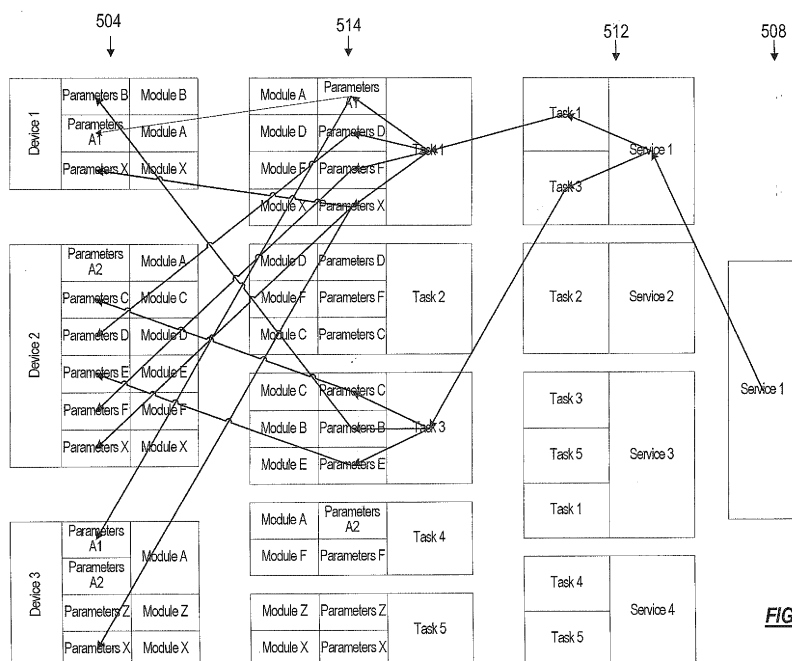 504
514
512
508
Device 1
Parameters B Module B
Parameters A1 Module A
Parameters X Module X
Device 2
Parameters A2 Module A
Parameters C Module C
Parameters D Module D
Parameters E Module E
Parameters F Module F
Parameters X Module X
Device 3
Parameters A1
Parameters A2
Module A
Parameters Z Module Z
Parameters X Module X
Module A Parameters A1
Module D Parameters D
Module F Parameters F
Module X Parameters X
Task 1
Module D Parameters D
Module F Parameters F
Module C Parameters C
Task 2
Module C Parameters C
Module B Parameters B
Module E Parameters E
Task 3
Module A Parameters A2
Module F Parameters F
Task 4
Module Z Parameters Z
Module X Parameters X
Task 5
Task 1
Task 3
Service 1
Task 2
Service 2
Task 3
Task 5
Task 1
Service 3
Task 4
Task 5
Service 4
Service 1
FIG